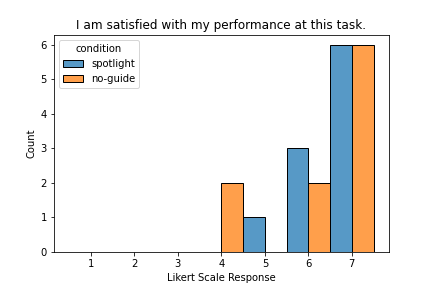 I am satisfied with my performance at this task.
condition
spotlight
no-guide
6
5
4
3
2
1
0
Count
1 2 3 4 5 6 7
Likert Scale Response